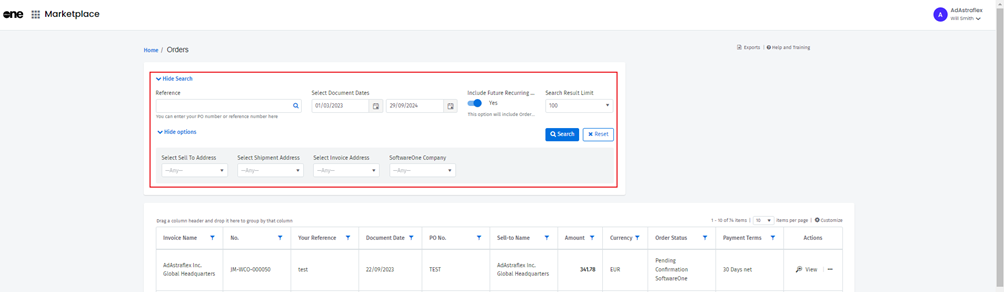 one Marketplace
A AdAstraflex
Will Smith
Home / Orders
Exports | Help and Training
Hide Search
Reference Select Document Dates Include Future Recurring ... Search Result Limit
01/03/2023 29/09/2024 Yes 100
You can enter your PO number or reference number here This option will include Order...
Hide options Search Reset
Select Sell To Address Select Shipment Address Select Invoice Address SoftwareOne Company
--Any-- --Any-- --Any-- --Any--
Drag a column header and drop it here to group by that column 1 - 10 of 14 items | 10 items per page | Customize
Invoice Name No. Your Reference Document Date PO No. Sell-to Name Amount Currency Order Status Payment Terms Actions
AdAstraflex Inc.
Global Headquarters
IM-WCO-000050 test 22/09/2023 TEST
AdAstraflex Inc.
Global Headquarters
341.78 EUR
Pending
Confirmation
SoftwareOne
30 Days net View